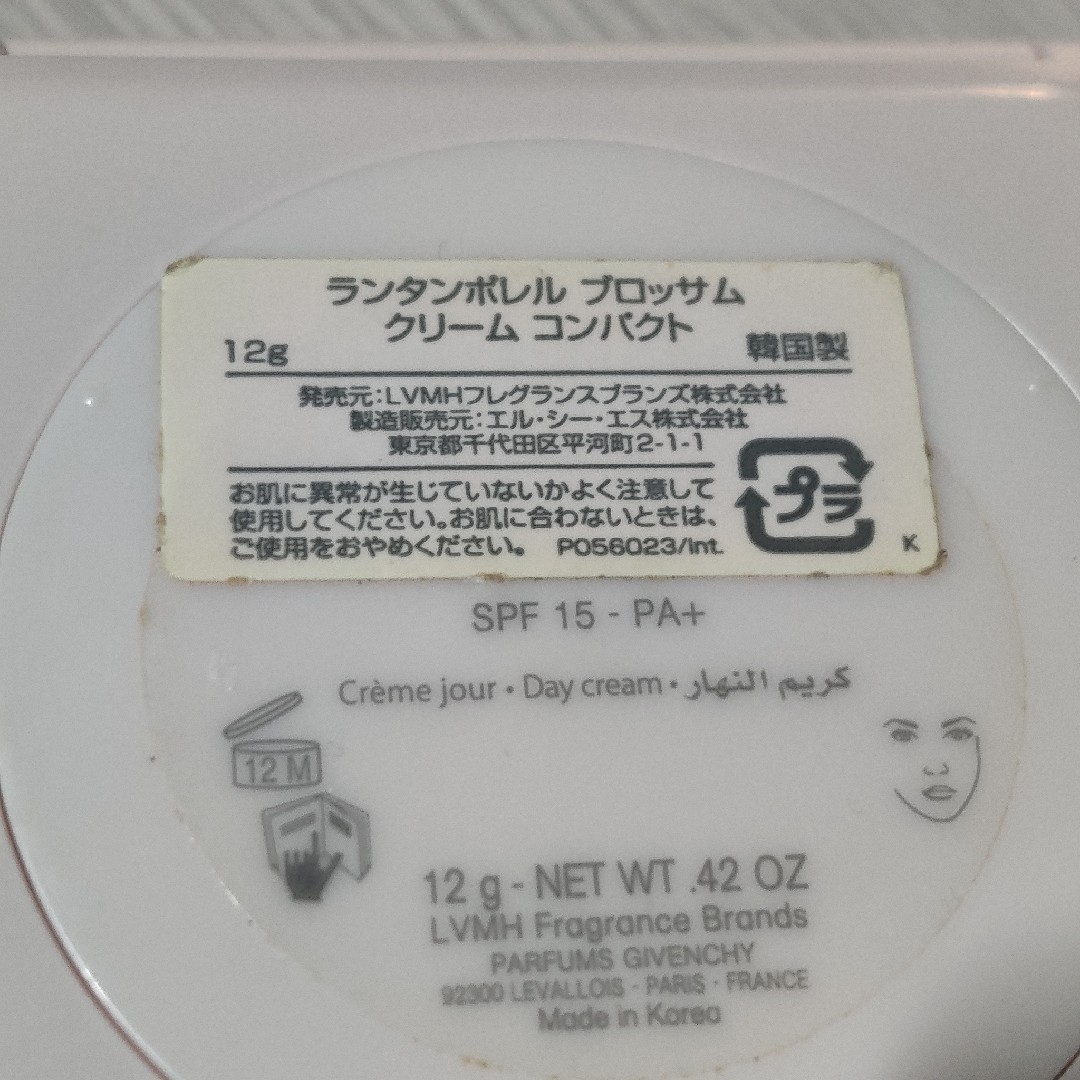 ランタンポレル ブロッサム
クリーム コンパクト
12g 韓国製
発売元:LVMHフレグランスブランズ株式会社
製造販売元:エル・シー・エス株式会社
東京都千代田区平河町2-1-1
お肌に異常が生じていないかよく注意して
使用してください。お肌に合わないときは、
ご使用をおやめください。 P056023/Int.
プラ
K
SPF 15 - PA+
Crème jour • Day cream • كريم النهار
12 M
12 g - NET WT .42 OZ
LVMH Fragrance Brands
PARFUMS GIVENCHY
92300 LEVALLOIS - PARIS - FRANCE
Made in Korea